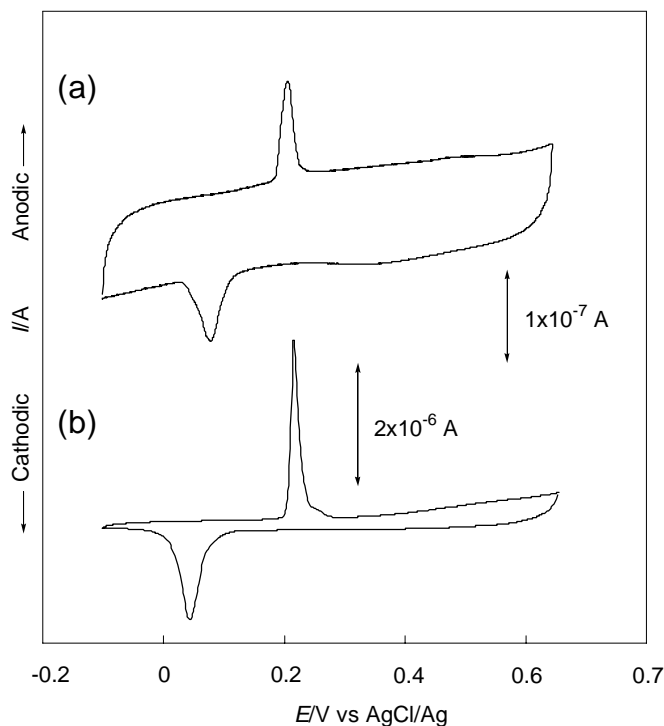 (a)
Anodic
1x10⁻⁷ A
I/A
(b)
2x10⁻⁶ A
Cathodic
-0.2 0 0.2 0.4 0.6 0.7
E/V vs AgCl/Ag